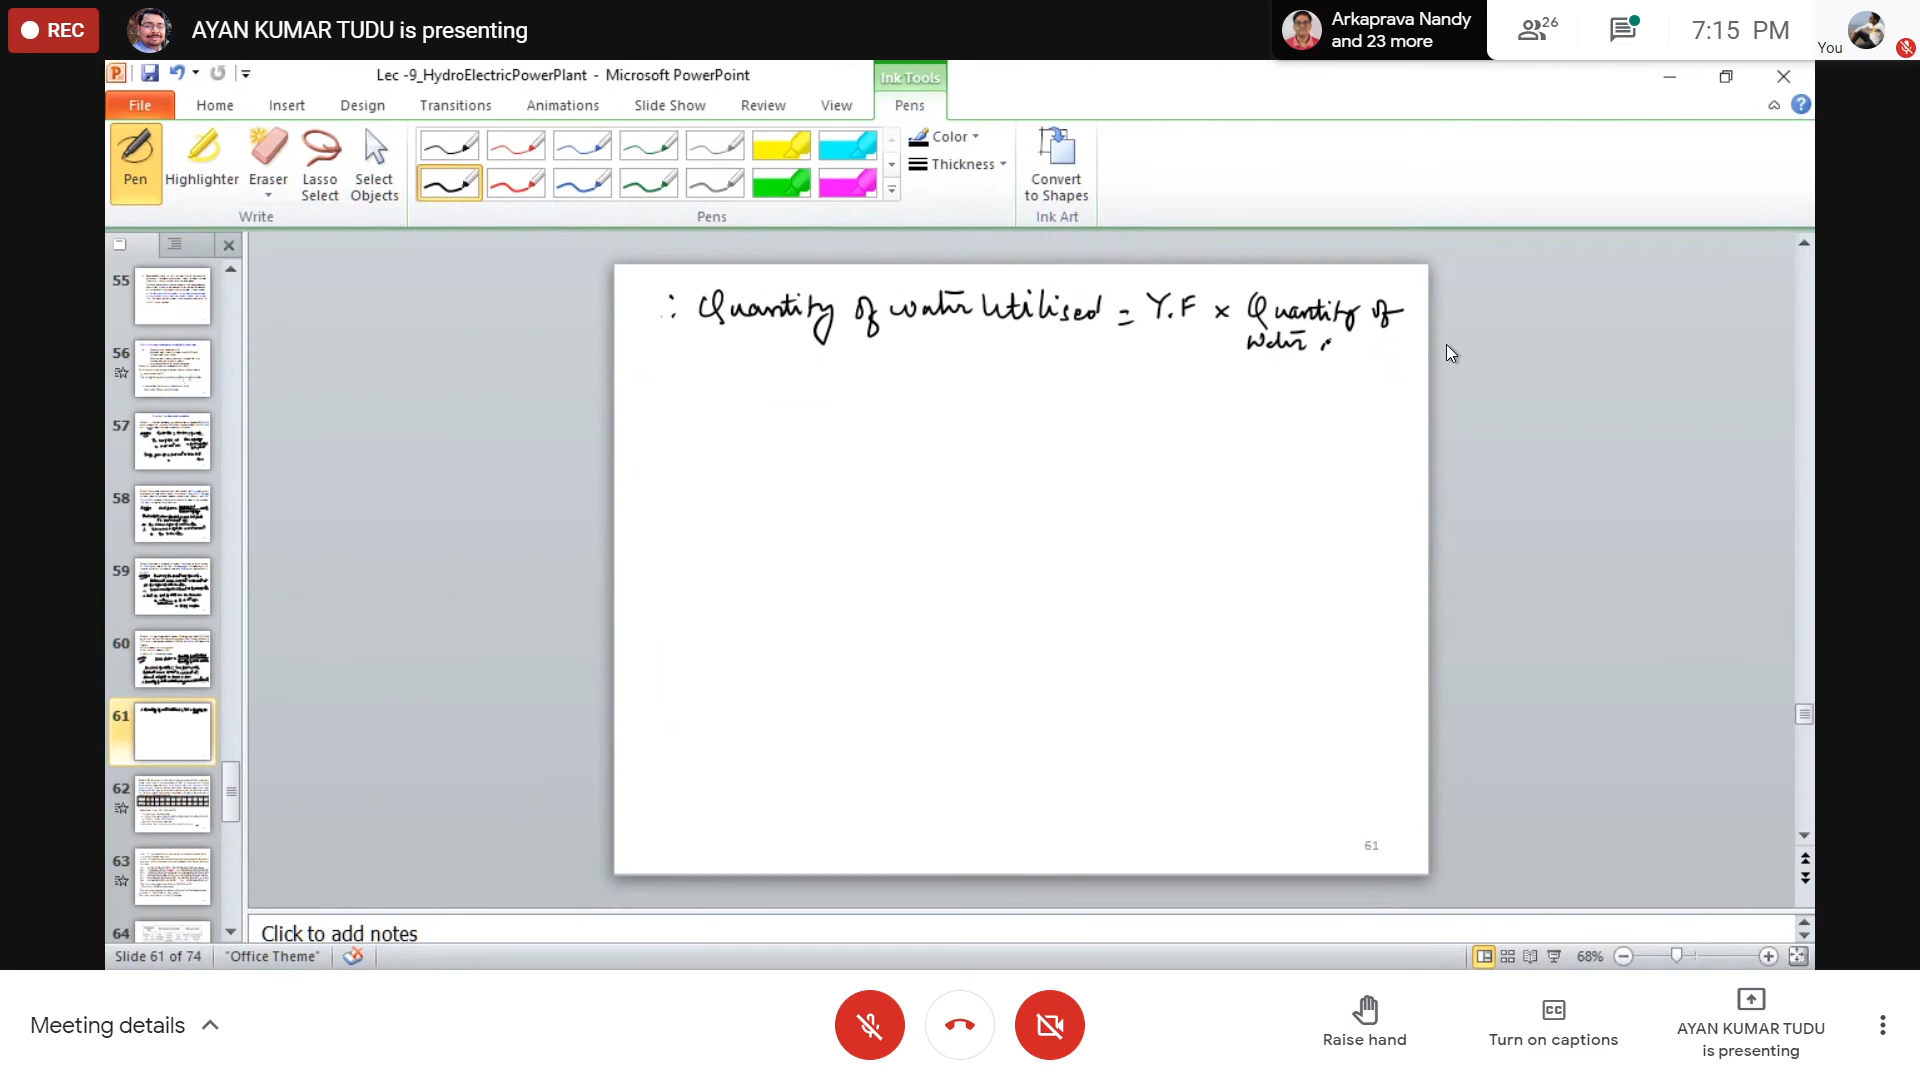 REC
AYAN KUMAR TUDU is presenting
Arkaprava Nandy
and 23 more
26
7:15 PM
You
Lec -9_HydroElectricPowerPlant - Microsoft PowerPoint
Ink Tools
File Home Insert Design Transitions Animations Slide Show Review View Pens
Pen Highlighter Eraser Lasso Select Select Objects
Color
Thickness
Convert to Shapes
Write Pens Ink Art
55
56
57
58
59
60
61
62
63
64
∴ Quantity of water Utilised = Y.F × Quantity of
water
61
Click to add notes
Slide 61 of 74 "Office Theme" 68%
Meeting details
Raise hand
Turn on captions
AYAN KUMAR TUDU
is presenting